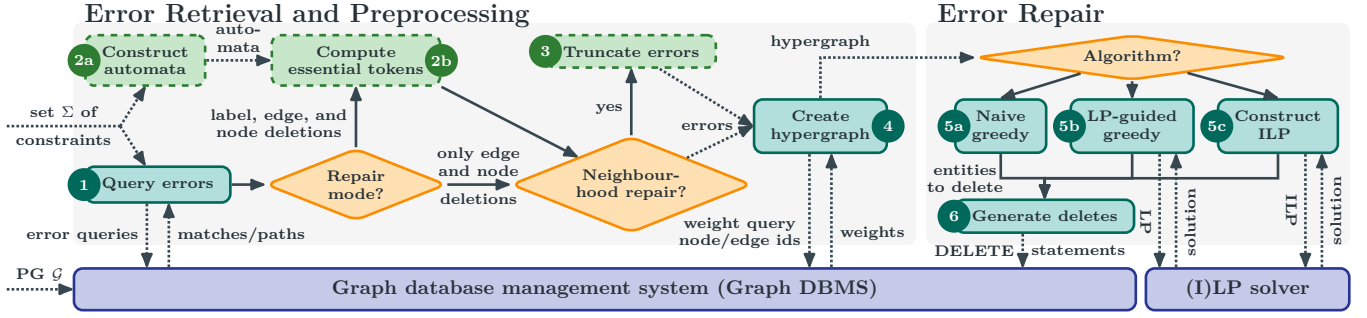 Error Retrieval and Preprocessing
Error Repair
2a
Construct
automata
auto-
mata
Compute
essential tokens
2b
3
Truncate errors
hypergraph
Algorithm?
set Σ of
constraints
label, edge, and
node deletions
yes
errors
Create
hypergraph
4
5a
Naive
greedy
5b
LP-guided
greedy
5c
Construct
ILP
1
Query errors
Repair
mode?
only edge
and node
deletions
Neighbour-
hood repair?
entities
to delete
6
Generate deletes
error queries
matches/paths
weight query
node/edge ids
weights
DELETE
statements
LP
solution
ILP
solution
PG 𝒢
Graph database management system (Graph DBMS)
(I)LP solver